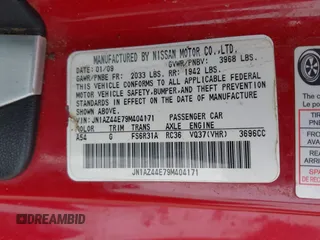 MANUFACTURED BY NISSAN MOTOR CO.,LTD.
DATE: 01/09 GVWR/PNBV: 3968 LBS.
GAWR/PNBE FR: 2033 LBS. RR: 1942 LBS.
THIS VEHICLE CONFORMS TO ALL APPLICABLE FEDERAL
MOTOR VEHICLE SAFETY, BUMPER, AND THEFT PREVENTION
STANDARDS IN EFFECT ON THE DATE OF MANUFACTURE
SHOWN ABOVE.
VIN: JN1AZ44E79M404171 PASSENGER CAR
COLOR TRIM TRANS AXLE ENGINE
A54 G FS6R31A RC36 VQ37(VHR) 3696CC
JN1AZ44E79M404171
DREAMBID
TIRE